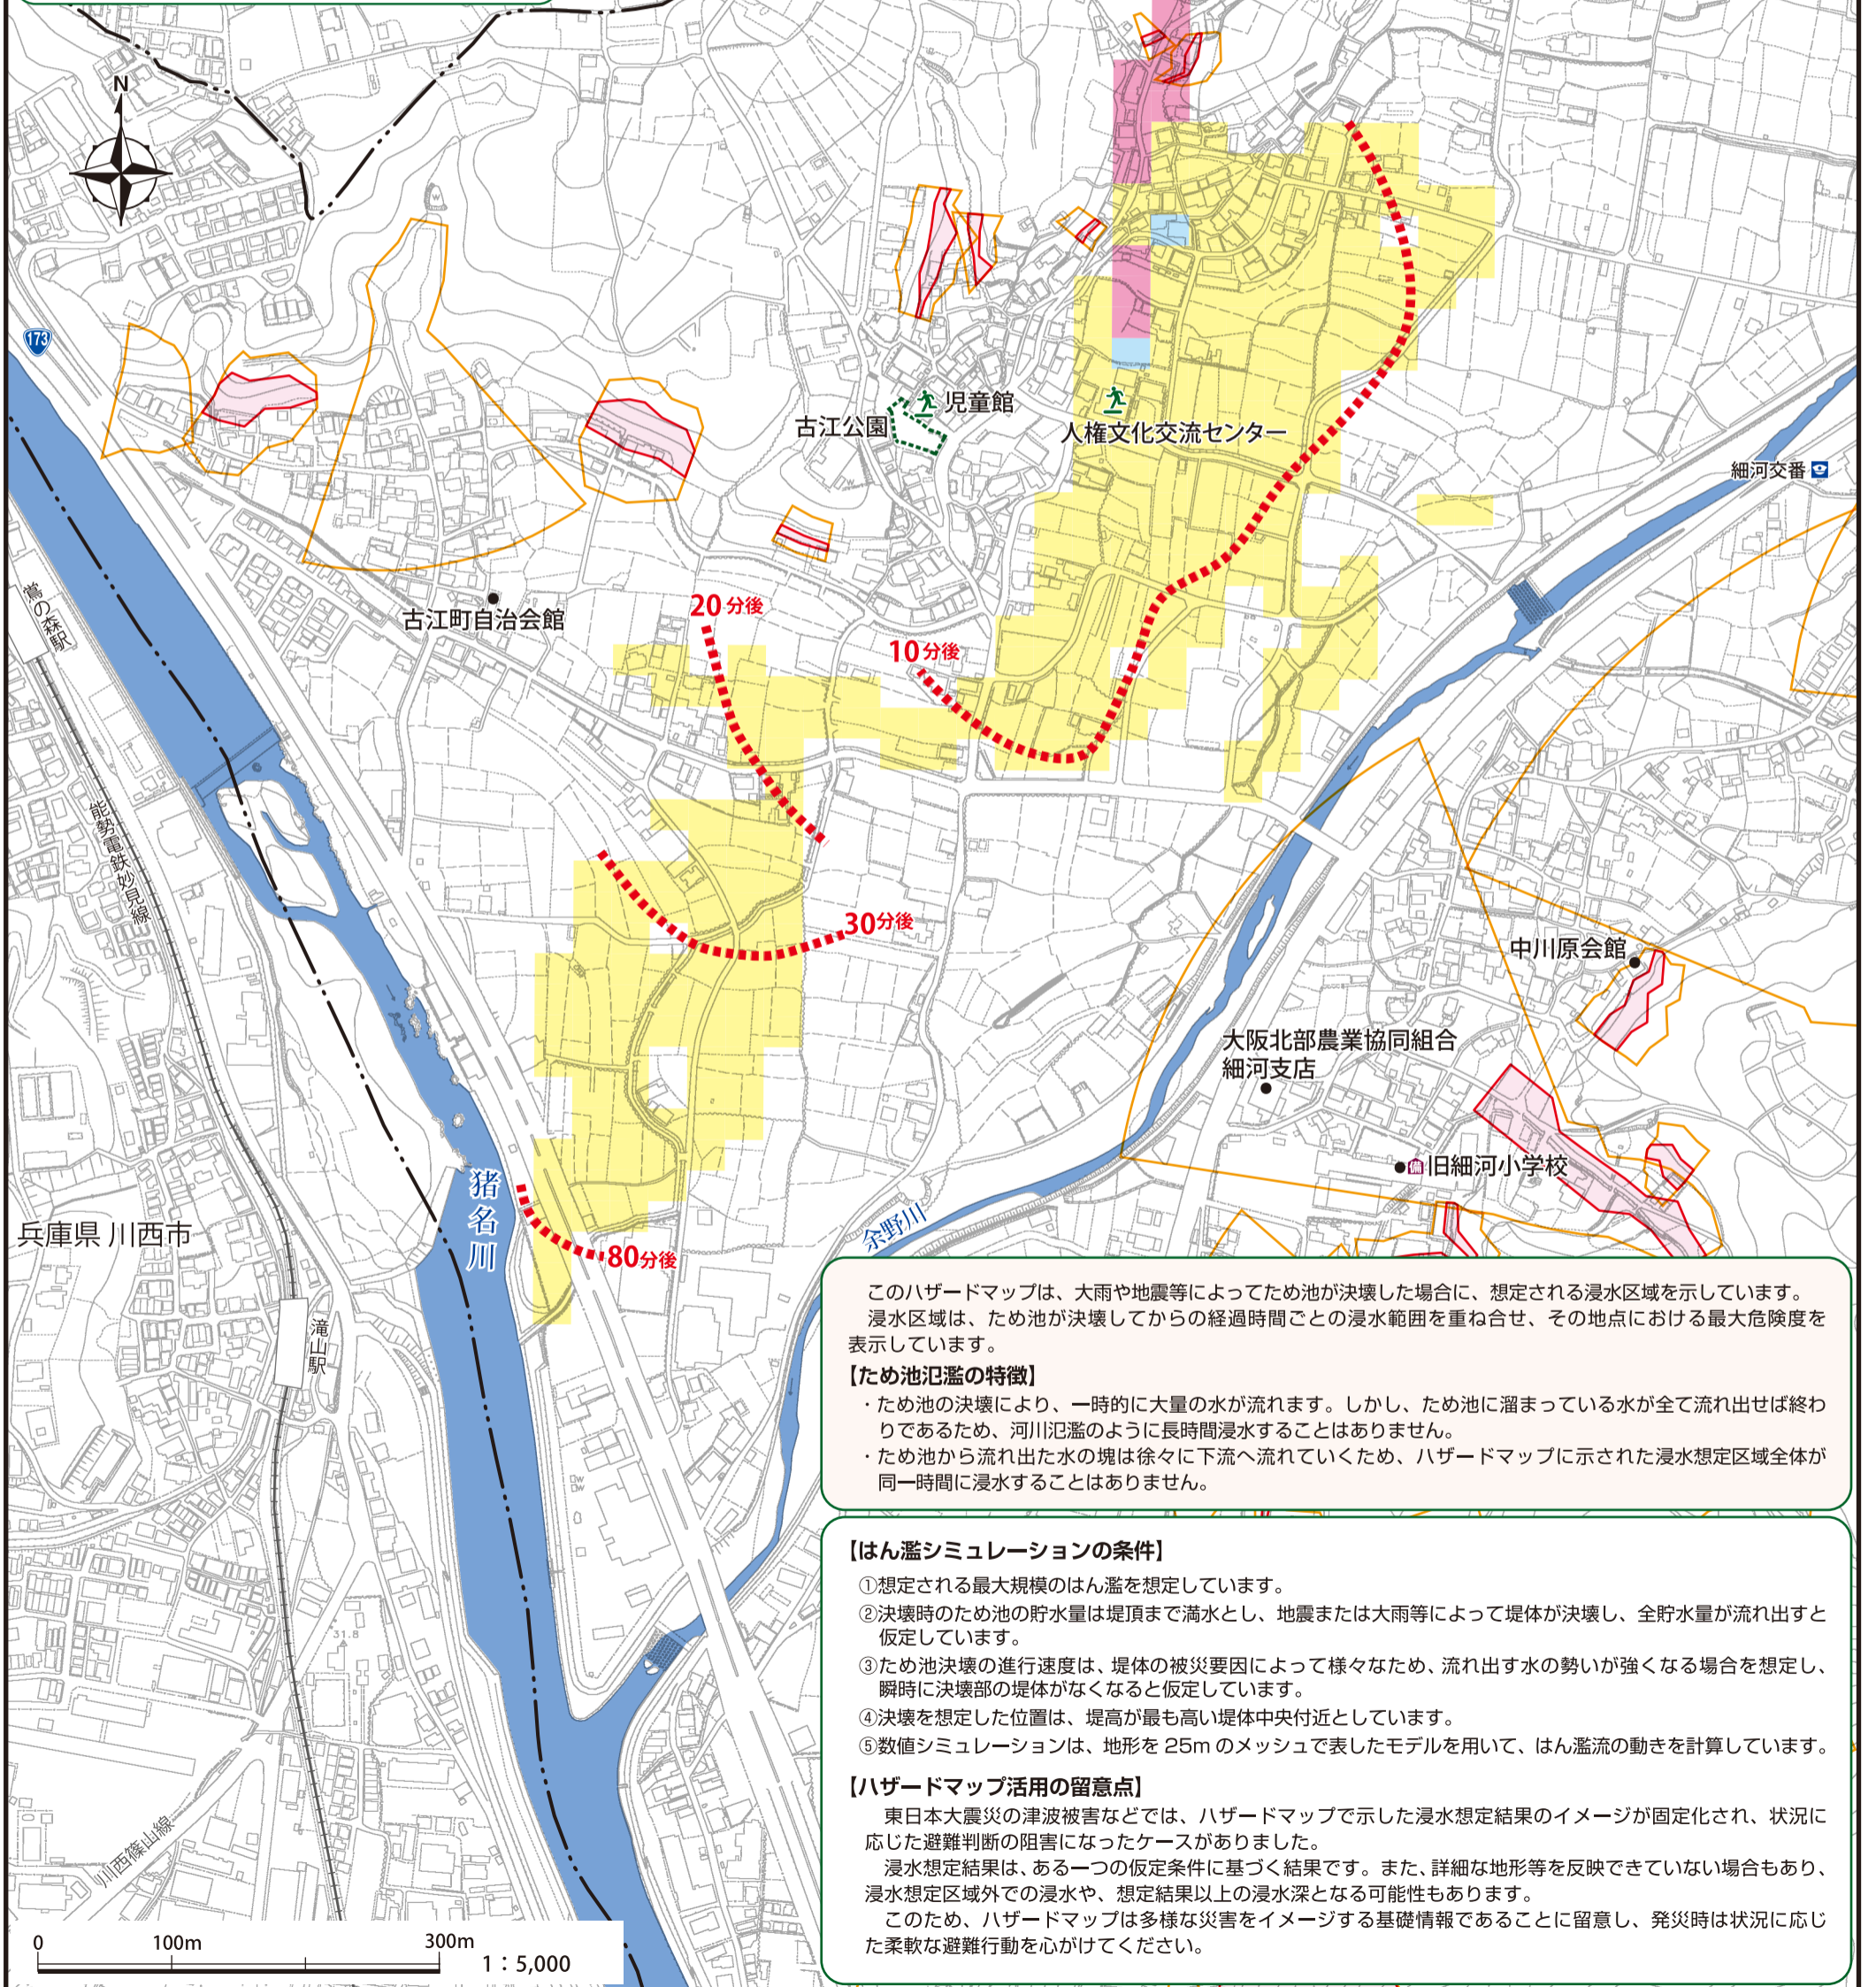 N
173
児童館
古江公園
人権文化交流センター
細河交番
鴬の森駅
古江町自治会館
20分後
10分後
能勢電鉄妙見線
30分後
中川原会館
大阪北部農業協同組合
細河支店
旧細河小学校
猪名川
余野川
兵庫県 川西市
80分後
滝山駅
31.8
川西篠山線
0 100m 300m
1：5,000
このハザードマップは、大雨や地震等によってため池が決壊した場合に、想定される浸水区域を示しています。
浸水区域は、ため池が決壊してからの経過時間ごとの浸水範囲を重ね合せ、その地点における最大危険度を
表示しています。
【ため池氾濫の特徴】
・ため池の決壊により、一時的に大量の水が流れます。しかし、ため池に溜まっている水が全て流れ出せば終わ
りであるため、河川氾濫のように長時間浸水することはありません。
・ため池から流れ出た水の塊は徐々に下流へ流れていくため、ハザードマップに示された浸水想定区域全体が
同一時間に浸水することはありません。
【はん濫シミュレーションの条件】
①想定される最大規模のはん濫を想定しています。
②決壊時のため池の貯水量は堤頂まで満水とし、地震または大雨等によって堤体が決壊し、全貯水量が流れ出すと
仮定しています。
③ため池決壊の進行速度は、堤体の被災要因によって様々なため、流れ出す水の勢いが強くなる場合を想定し、
瞬時に決壊部の堤体がなくなると仮定しています。
④決壊を想定した位置は、堤高が最も高い堤体中央付近としています。
⑤数値シミュレーションは、地形を 25m のメッシュで表したモデルを用いて、はん濫流の動きを計算しています。
【ハザードマップ活用の留意点】
東日本大震災の津波被害などでは、ハザードマップで示した浸水想定結果のイメージが固定化され、状況に
応じた避難判断の阻害になったケースがありました。
浸水想定結果は、ある一つの仮定条件に基づく結果です。また、詳細な地形等を反映できていない場合もあり、
浸水想定区域外での浸水や、想定結果以上の浸水深となる可能性もあります。
このため、ハザードマップは多様な災害をイメージする基礎情報であることに留意し、発災時は状況に応じ
た柔軟な避難行動を心がけてください。